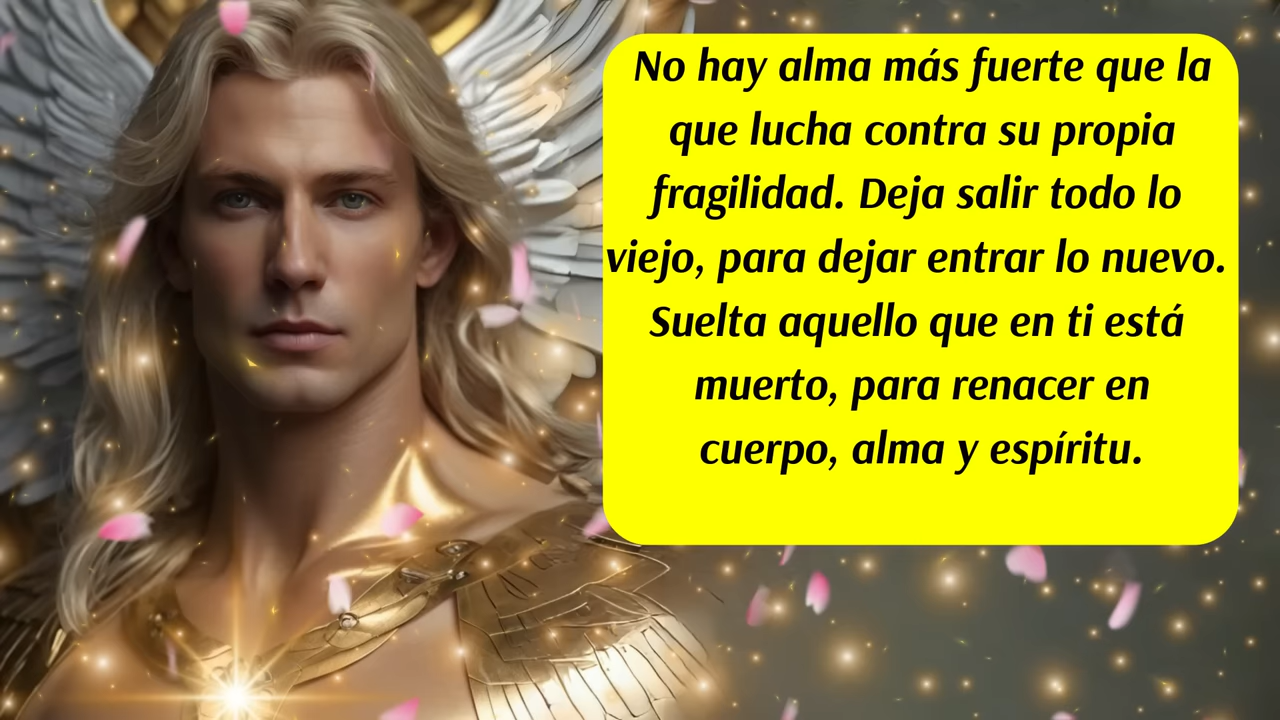 No hay alma más fuerte que la
que lucha contra su propia
fragilidad. Deja salir todo lo
viejo, para dejar entrar lo nuevo.
Suelta aquello que en ti está
muerto, para renacer en
cuerpo, alma y espíritu.